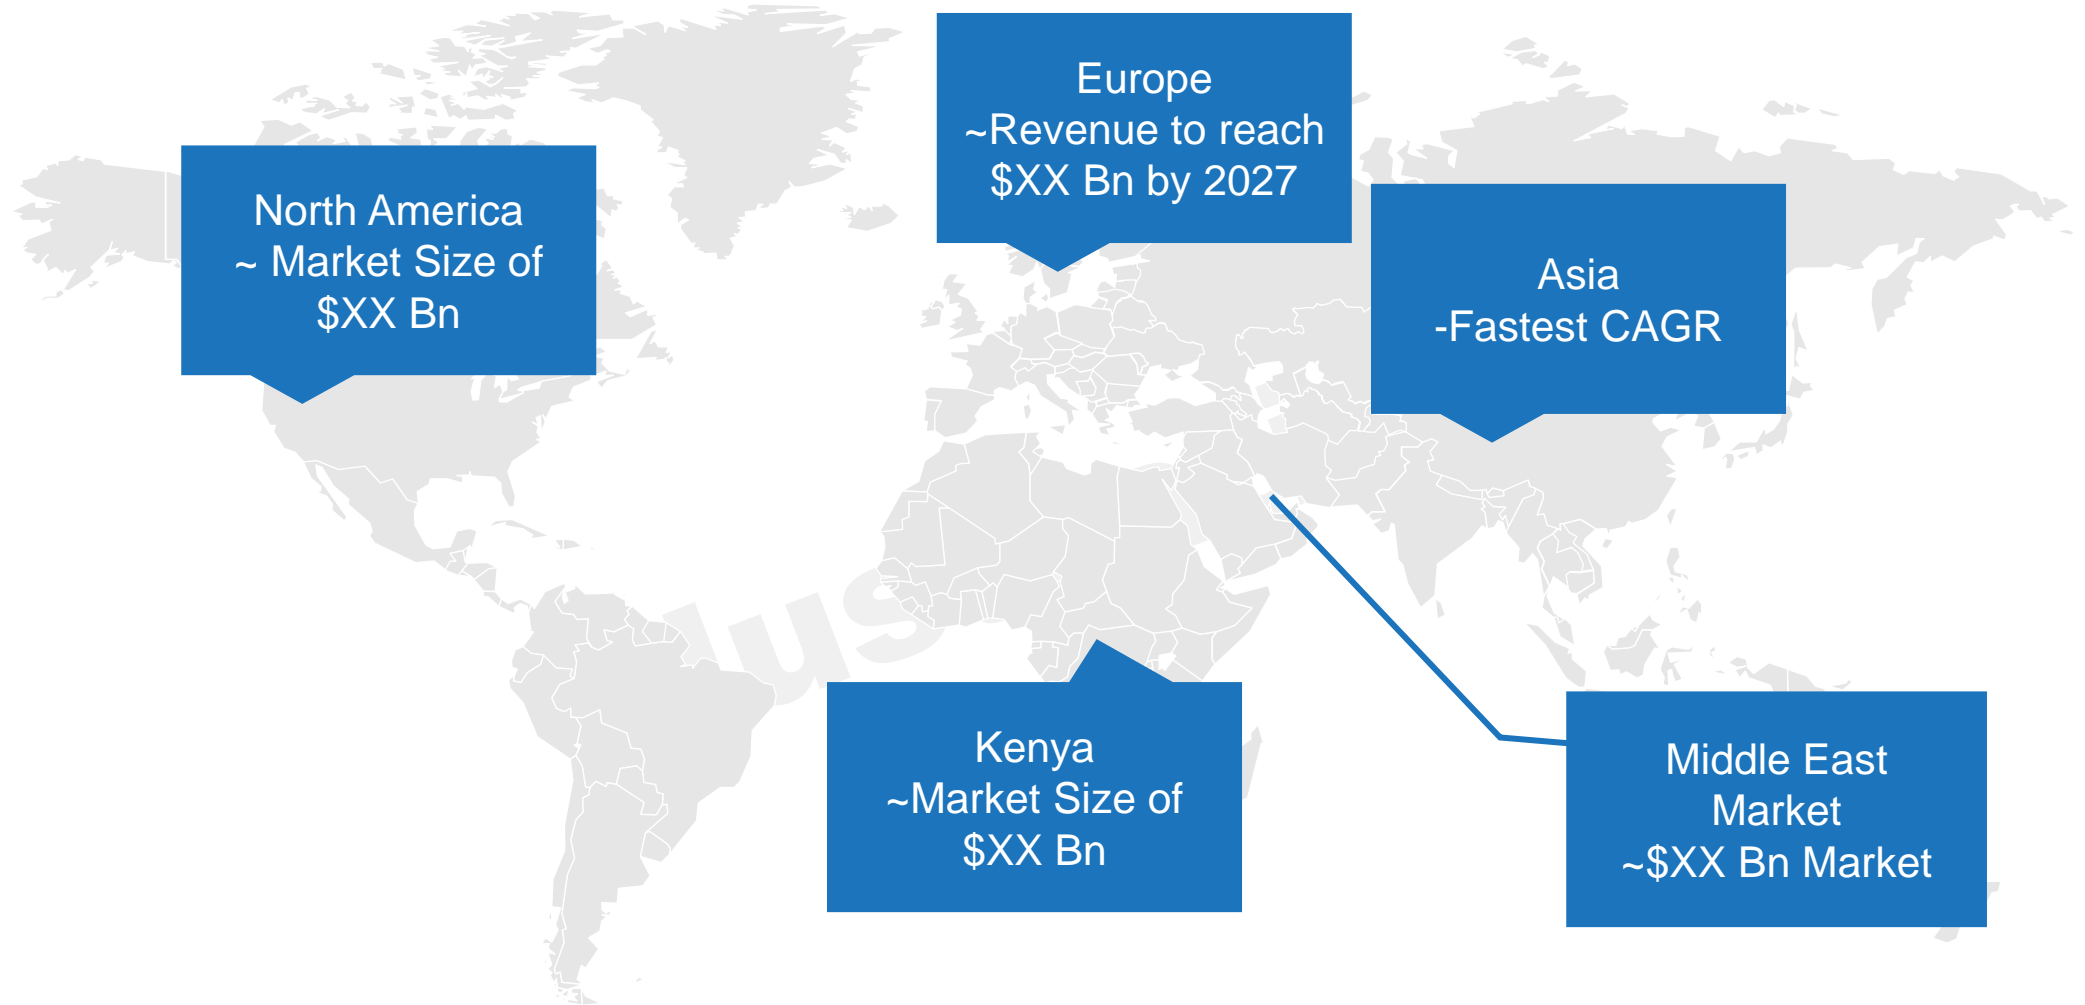 Europe
~Revenue to reach
$XX Bn by 2027
North America
~ Market Size of
$XX Bn
Asia
-Fastest CAGR
Kenya
~Market Size of
$XX Bn
Middle East
Market
~$XX Bn Market